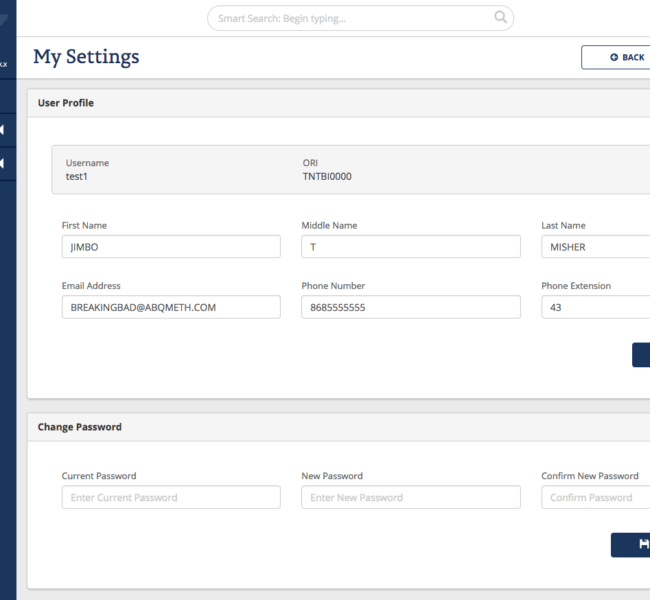 Smart Search: Begin typing...
My Settings
BACK
User Profile
Username
ORI
test1
TNTBI0000
First Name
Middle Name
Last Name
JIMBO
T
MISHER
Email Address
Phone Number
Phone Extension
BREAKINGBAD@ABQMETH.COM
8685555555
43
Change Password
Current Password
New Password
Confirm New Password
Enter Current Password
Enter New Password
Confirm Password